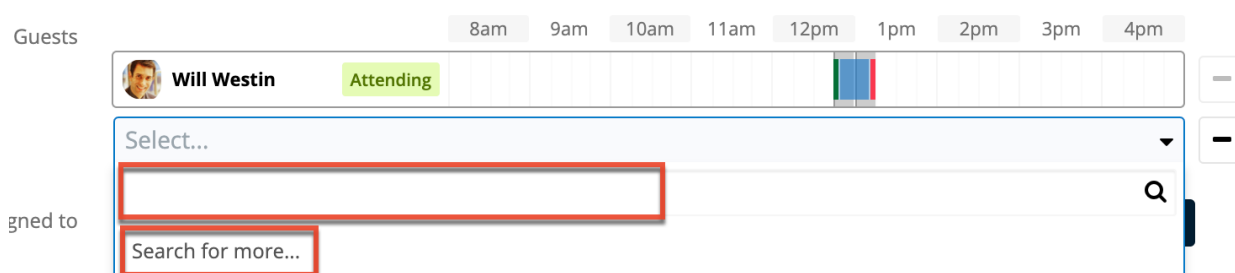 Guests
8am 9am 10am 11am 12pm 1pm 2pm 3pm 4pm
Will Westin Attending
Select...
gned to
Search for more...